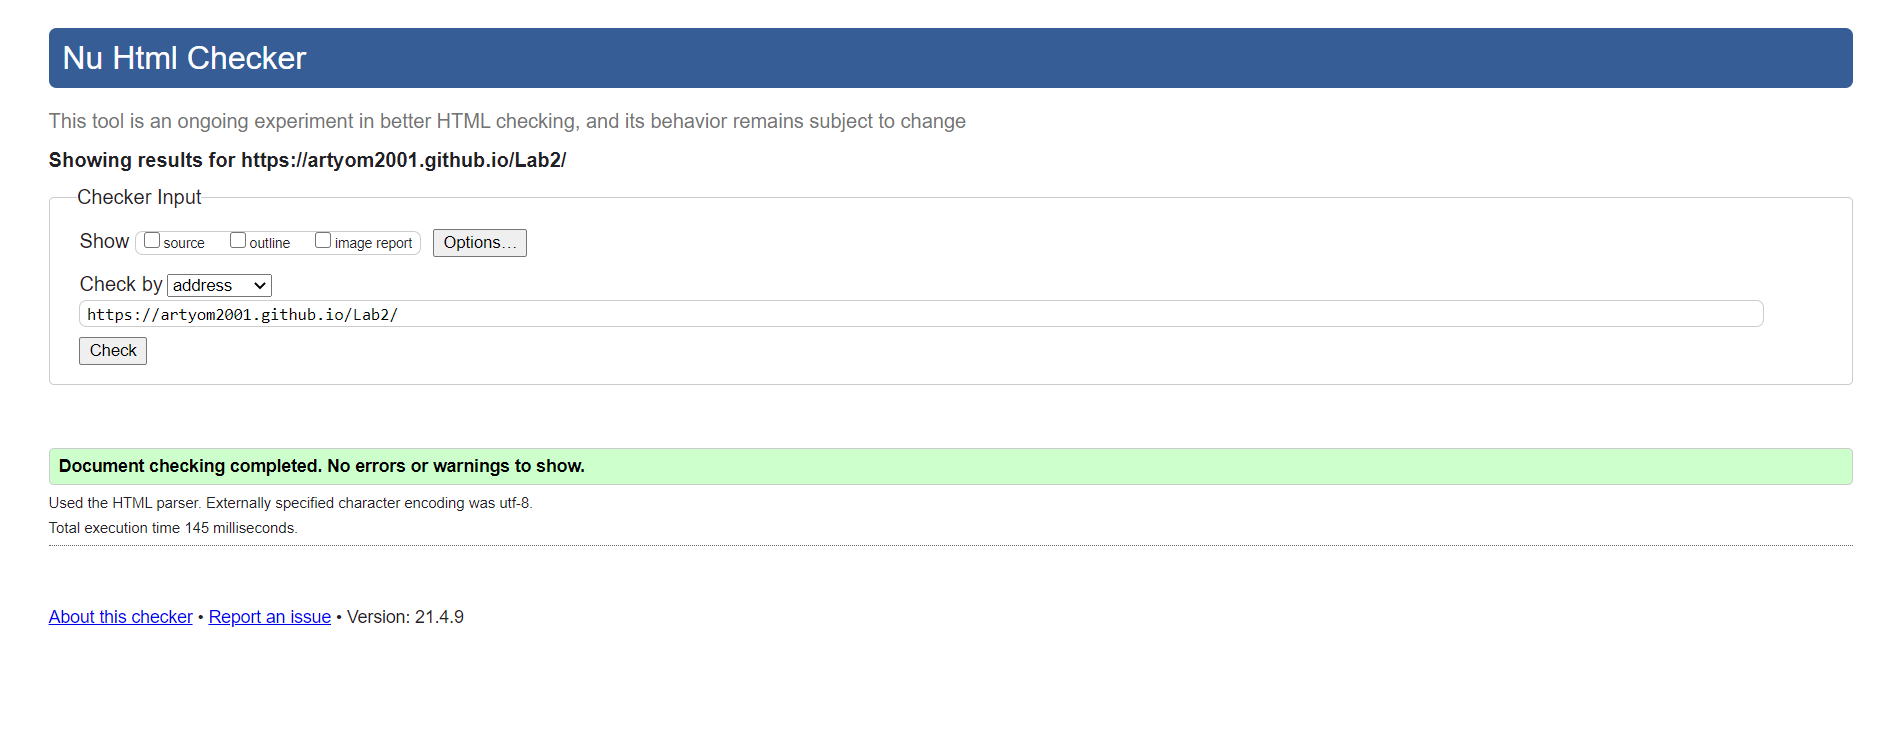 Nu Html Checker
This tool is an ongoing experiment in better HTML checking, and its behavior remains subject to change
Showing results for https://artyom2001.github.io/Lab2/
Checker Input
Show source outline image report Options...
Check by address
https://artyom2001.github.io/Lab2/
Check
Document checking completed. No errors or warnings to show.
Used the HTML parser. Externally specified character encoding was utf-8.
Total execution time 145 milliseconds.
About this checker • Report an issue • Version: 21.4.9